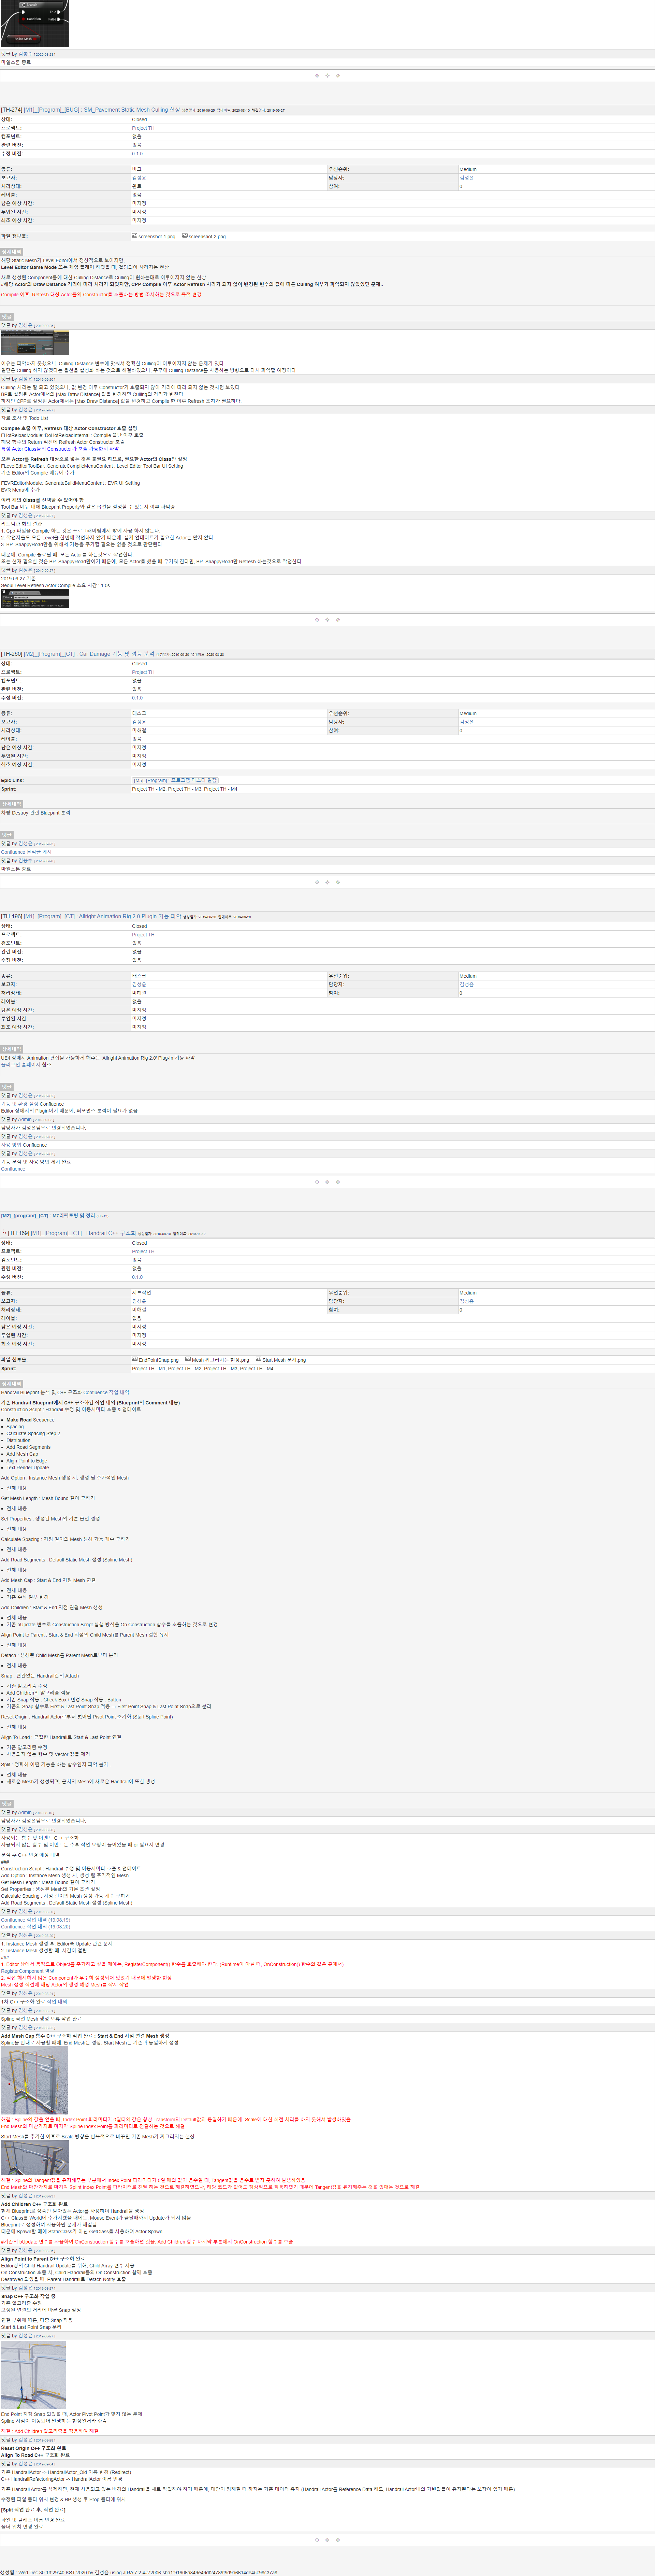 Branch
True
Condition
False
Spline Mesh
댓글 by 김풍수 [ 2020-05-28 ]
마일스톤 종료
[TH-274] [M1]_[Program]_[BUG] : SM_Pavement Static Mesh Culling 현상
상태: Closed
프로젝트: Project TH
컴포넌트: 없음
관련 버전: 없음
수정 버전: 0.1.0
종류: 버그 우선순위: Medium
보고자: 김성윤 담당자: 김성윤
처리상태: 완료 참여: 0
레이블: 없음
남은 예상 시간: 미지정
투입된 시간: 미지정
최초 예상 시간: 미지정
파일 첨부물: screenshot-1.png screenshot-2.png
상세내역
해당 Static Mesh가 Level Editor에서 정상적으로 보이지만,
Level Editor Game Mode 또는 게임 플레이 하였을 때, 컬링되어 사라지는 현상
새로 생성된 Component들에 대한 Culling Distance로 Culling이 원하는대로 이루어지지 않는 현상
#해당 Actor의 Draw Distance 거리에 따라 처리가 되었지만, CPP Compile 이후 Actor Refresh 처리가 되지 않아 변경된 변수의 값에 따른 Culling 여부가 파악되지 않았었던 문제..
Compile 이후, Refresh 대상 Actor들의 Constructor를 호출하는 방법 조사하는 것으로 목적 변경
댓글
댓글 by 김성윤
이유는 파악하지 못했으나, Culling Distance 변수에 맞춰서 정확한 Culling이 이루어지지 않는 문제가 있다.
일단은 Culling 하지 않겠다는 옵션을 활성화 하는 것으로 해결하였으나, 추후에 Culling Distance를 사용하는 방향으로 다시 파악할 예정이다.
댓글 by 김성윤
Culling 처리는 잘 되고 있었으나, 값 변경 이후 Constructor가 호출되지 않아 거리에 따라 되지 않는 것처럼 보였다.
BP로 설정된 Actor에서의 [Max Draw Distance] 값을 변경하면 Culling의 거리가 변한다.
하지만 CPP로 설정된 Actor에서는 [Max Draw Distance] 값을 변경하고 Compile 한 이후 Refresh 조치가 필요하다.
댓글 by 김성윤 [ 2019-09-27 ]
자료 조사 및 Todo List
Compile 호출 이후, Refresh 대상 Actor Constructor 호출 설정
FHotReloadModule::DoHotReloadInternal : Compile 끝난 이후 호출
해당 함수의 Return 직전에 Refresh Actor Constructor 호출
특정 Actor Class들의 Constructor가 호출 가능한지 파악
모든 Actor를 Refresh 대상으로 넣는 것은 불필요 하므로, 필요한 Actor의 Class만 설정
FLevelEditorToolBar::GenerateCompileMenuContent : Level Editor Tool Bar UI Setting
기존 Editor의 Compile 메뉴에 추가
FEVREditorModule::GenerateBuildMenuContent : EVR UI Setting
EVR Menu에 추가
여러 개의 Class를 선택할 수 없어야 함
Tool Bar 메뉴 내에 Blueprint Property와 같은 옵션을 설정할 수 있는지 여부 파악중
댓글 by 김성윤 [ 2019-09-27 ]
리드님과 회의 결과
1. Cpp 파일을 Compile 하는 것은 프로그래머팀에서 밖에 사용 하지 않는다.
2. 작업자들도 모든 Level을 한번에 작업하지 않기 때문에, 실제 업데이트가 필요한 Actor는 많지 않다.
3. BP_SnappyRoad만을 위해서 기능을 추가할 필요는 없을 것으로 판단된다.
때문에, Compile 종료될 때, 모든 Actor를 하는것으로 작업한다.
또는 현재 필요한 것은 BP_SnappyRoad만이기 때문에, 모든 Actor를 했을 때 무거워 진다면, BP_SnappyRoad만 Refresh 하는것으로 작업한다.
댓글 by 김성윤 [ 2019-09-27 ]
2019.09.27 기준
Seoul Level Refresh Actor Compile 소요 시간 : 1.0s
[TH-260] [M2]_[Program]_[CT] : Car Damage 기능 및 성능 분석
상태: Closed
프로젝트: Project TH
컴포넌트: 없음
관련 버전: 없음
수정 버전: 0.1.0
종류: 태스크 우선순위: Medium
보고자: 김성윤 담당자: 김성윤
처리상태: 미해결 참여: 0
레이블: 없음
남은 예상 시간: 미지정
투입된 시간: 미지정
최초 예상 시간: 미지정
Epic Link: [M5]_[Program] : 프로그램 마스터 일감
Sprint: Project TH - M2, Project TH - M3, Project TH - M4
상세내역
차량 Destroy 관련 Blueprint 분석
댓글
댓글 by 김성윤
Confluence 분석글 게시
댓글 by 김풍수
마일스톤 종료
[TH-196] [M1]_[Program]_[CT] : Allright Animation Rig 2.0 Plugin 기능 파악
상태: Closed
프로젝트: Project TH
컴포넌트: 없음
관련 버전: 없음
수정 버전: 없음
종류: 태스크 우선순위: Medium
보고자: 김성윤 담당자: 김성윤
처리상태: 미해결 참여: 0
레이블: 없음
남은 예상 시간: 미지정
투입된 시간: 미지정
최초 예상 시간: 미지정
상세내역
UE4 상에서 Animation 편집을 가능하게 해주는 'Allright Animation Rig 2.0' Plug-In 기능 파악
플러그인 홈페이지 참조
댓글
댓글 by 김성윤
기능 및 환경 설정 Confluence
Editor 상에서의 Plugin이기 때문에, 퍼포먼스 분석이 필요가 없음
댓글 by Admin
담당자가 김성윤님으로 변경되었습니다.
댓글 by 김성윤
사용 방법 Confluence
댓글 by 김성윤
기능 분석 및 사용 방법 게시 완료
Confluence
[M2]_[program]_[CT] : M7리팩토링 및 정리
[TH-169] [M1]_[Program]_[CT] : Handrail C++ 구조화
상태: Closed
프로젝트: Project TH
컴포넌트: 없음
관련 버전: 없음
수정 버전: 0.1.0
종류: 서브작업 우선순위: Medium
보고자: 김성윤 담당자: 김성윤
처리상태: 미해결 참여: 0
레이블: 없음
남은 예상 시간: 미지정
투입된 시간: 미지정
최초 예상 시간: 미지정
파일 첨부물: EndPointSnap.png Mesh 찌그러지는 현상.png Start Mesh 문제.png
Sprint: Project TH - M1, Project TH - M2, Project TH - M3, Project TH - M4
상세내역
Handrail Blueprint 분석 및 C++ 구조화 Confluence 작업 내역
기존 Handrail Blueprint에서 C++ 구조화된 작업 내역 (Blueprint의 Comment 내용)
Construction Script : Handrail 수정 및 이동시마다 호출 & 업데이트
Make Road Sequence
Spacing
Calculate Spacing Step 2
Distribution
Add Road Segments
Add Mesh Cap
Align Point to Edge
Text Render Update
Add Option : Instance Mesh 생성 시, 생성 될 추가적인 Mesh
전체 내용
Get Mesh Length : Mesh Bound 길이 구하기
전체 내용
Set Properties : 생성된 Mesh의 기본 옵션 설정
전체 내용
Calculate Spacing : 지정 길이의 Mesh 생성 가능 개수 구하기
전체 내용
Add Road Segments : Default Static Mesh 생성 (Spline Mesh)
전체 내용
Add Mesh Cap : Start & End 지점 Mesh 연결
전체 내용
기존 수식 일부 변경
Add Children : Start & End 지점 연결 Mesh 생성
전체 내용
기존 IsUpdate 변수로 Construction Script 실행 방식을 On Construction 함수를 호출하는 것으로 변경
Align Point to Parent : Start & End 지점의 Child Mesh를 Parent Mesh 결합 유지
전체 내용
Detach : 생성된 Child Mesh를 Parent Mesh로부터 분리
전체 내용
Snap : 연관없는 Handrail간의 Attach
기존 알고리즘 수정
Add Children의 알고리즘 적용
기존 Snap 작동 : Check Box / 변경 Snap 작동 : Button
기존의 Snap 함수로 First & Last Point Snap 적용 --> First Point Snap & Last Point Snap으로 분리
Reset Origin : Handrail Actor로부터 벗어난 Pivot Point 초기화 (Start Spline Point)
전체 내용
Align To Load : 근접한 Handrail로 Start & Last Point 연결
기존 알고리즘 수정
사용되지 않는 함수 및 Vector 값들 제거
Split : 정확히 어떤 기능을 하는 함수인지 파악 불가..
전체 내용
새로운 Mesh가 생성되며, 근처의 Mesh에 새로운 Handrail이 또한 생성..
댓글
댓글 by Admin
담당자가 김성윤님으로 변경되었습니다.
댓글 by 김성윤
사용되는 함수 및 이벤트 C++ 구조화
사용되지 않는 함수 및 이벤트는 추후 작업 요청이 들어왔을 때 or 필요시 변경
분석 후 C++ 변경 예정 내역
###
Construction Script : Handrail 수정 및 이동시마다 호출 & 업데이트
Add Option : Instance Mesh 생성 시, 생성 될 추가적인 Mesh
Get Mesh Length : Mesh Bound 길이 구하기
Set Properties : 생성된 Mesh의 기본 옵션 설정
Calculate Spacing : 지정 길이의 Mesh 생성 가능 개수 구하기
Add Road Segments : Default Static Mesh 생성 (Spline Mesh)
댓글 by 김성윤
Confluence 작업 내역 (19.08.19)
Confluence 작업 내역 (19.08.20)
댓글 by 김성윤
1. Instance Mesh 생성 후, Editor쪽 Update 관련 문제
2. Instance Mesh 생성할 때, 시간이 걸림
###
1. Editor 상에서 동적으로 Object를 추가하고 싶을 때에는, RegisterComponent() 함수를 호출해야 한다. (Runtime이 아닐 때, OnConstruction() 함수와 같은 곳에서)
RegisterComponent 역할
2. 직접 해제하지 않은 Component가 무수히 생성되어 있었기 때문에 발생한 현상
Mesh 생성 직전에 해당 Actor의 생성 예정 Mesh를 삭제 작업
댓글 by 김성윤
1차 C++ 구조화 완료 작업 내역
댓글 by 김성윤
Spline 곡선 Mesh 생성 오류 작업 완료
댓글 by 김성윤
Add Mesh Cap 함수 C++ 구조화 작업 완료 : Start & End 지점 연결 Mesh 생성
Spline을 반대로 사용할 때에, End Mesh는 정상, Start Mesh는 기존과 동일하게 생성
해결 : Spline의 값을 얻을 때, Index Point 파라미터가 0일때의 값은 항상 Transform의 Default값과 동일하기 때문에 -Scale에 대한 회전 처리를 하지 못해서 발생하였음.
End Mesh와 마찬가지로 마지막 Spline Index Point를 파라미터로 전달하는 것으로 해결
Start Mesh를 추가한 이후로 Scale 방향을 반복적으로 바꾸면 기존 Mesh가 찌그러지는 현상
해결 : Spline의 Tangent값을 유지해주는 부분에서 Index Point 파라미터가 0일 때의 값이 음수일 때, Tangent값을 음수로 받지 못하여 발생하였음.
End Mesh와 마찬가지로 마지막 Splint Index Point를 파라미터로 전달 하는 것으로 해결하였으나, 해당 코드가 없어도 정상적으로 작동하였기 때문에 Tangent값을 유지해주는 것을 없애는 것으로 해결
댓글 by 김성윤
Add Children C++ 구조화 완료
현재 Blueprint로 상속만 받아있는 Actor를 사용하여 Handrail을 생성
C++ Class를 World에 추가시켰을 때에는, Mouse Event가 끝날때까지 Update가 되지 않음
Blueprint로 생성하여 사용하면 문제가 해결됨
때문에 Spawn할 때에 StaticClass가 아닌 GetClass를 사용하여 Actor Spawn
#기존의 IsUpdate 변수를 사용하여 OnConstruction 함수를 호출하던 것을, Add Children 함수 마지막 부분에서 OnConstruction 함수를 호출
댓글 by 김성윤
Align Point to Parent C++ 구조화 완료
Editor상의 Child Handrail Update를 위해, Child Array 변수 사용
On Construction 호출 시, Child Handrail들의 On Construction 함께 호출
Destroyed 되었을 때, Parent Handrail로 Detach Notify 호출
댓글 by 김성윤 [ 2019-08-27 ]
Snap C++ 구조화 작업 중
기존 알고리즘 수정
고정된 연결의 거리에 따른 Snap 설정
연결 부위에 따른, 다중 Snap 적용
Start & Last Point Snap 분리
댓글 by 김성윤 [ 2019-08-27 ]
End Point 지점 Snap 되었을 때, Actor Pivot Point가 맞지 않는 문제
Spline 지점이 이동되어 발생하는 현상일거라 추측
해결 : Add Children 알고리즘을 적용하여 해결
댓글 by 김성윤
Reset Origin C++ 구조화 완료
Align To Road C++ 구조화 완료
댓글 by 김성윤
기존 HandrailActor -> HandrailActor_Old 이름 변경 (Redirect)
C++ HandrailRefactoringActor -> HandrailActor 이름 변경
기존 Handrail Actor를 삭제하면, 현재 사용되고 있는 배경의 Handrail을 새로 작업해야 하기 때문에, 대안이 정해질 때 까지는 기존 데이터 유지 (Handrail Actor를 Reference Data 해도, Handrail Actor내의 가변값들이 유지된다는 보장이 없기 때문)
수정된 파일 폴더 위치 변경 & BP 생성 후 Prop 폴더에 위치
[Split 작업 완료 후, 작업 완료]
파일 및 클래스 이름 변경 완료
폴더 위치 변경 완료
생성됨 : Wed Dec 30 13:29:40 KST 2020 by 김성윤 using JIRA 7.2.4